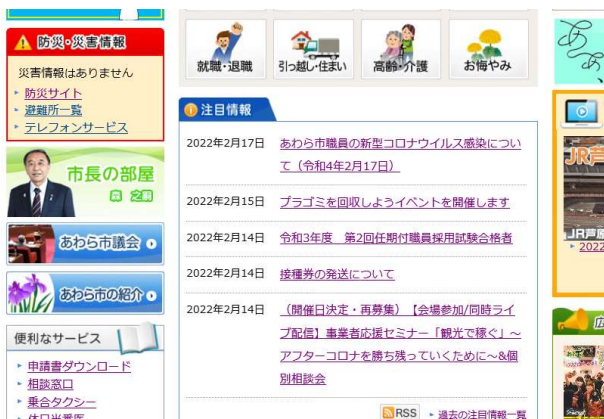 防災・災害情報
災害情報はありません
防災サイト
避難所一覧
テレフォンサービス
市長の部屋
あわら市議会
あわら市の紹介
便利なサービス
申請書ダウンロード
相談窓口
乗合タクシー
休日当番医
就職・退職
引っ越し・住まい
高齢・介護
お悔やみ
注目情報
2022年2月17日 あわら市職員の新型コロナウイルス感染につい
て（令和4年2月17日）
2022年2月15日 プラゴミを回収しようイベントを開催します
2022年2月14日 令和3年度 第2回任期付職員採用試験合格者
2022年2月14日 接種券の発送について
2022年2月14日 （開催日決定・再募集）【会場参加/同時ライ
ブ配信】事業者応援セミナー「観光で稼ぐ」～
アフターコロナを勝ち残っていくために～&個
別相談会
RSS 過去の注目情報一覧
JR芦
JR芦原
2022
広